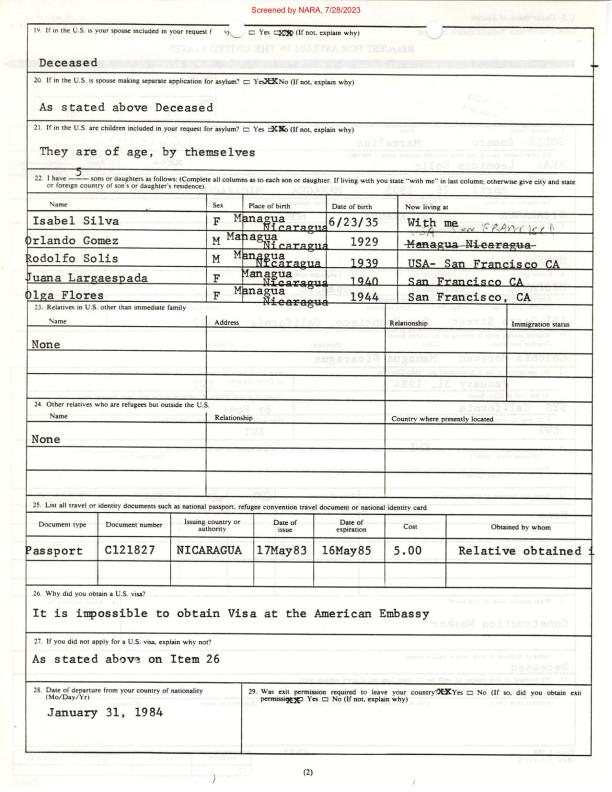 Screened by NARA, 7/28/2023
19. If in the U.S. is your spouse included in your request f Yes XX (If not, explain why)
Deceased
20. If in the U.S. is spouse making separate application for asylum? Yes XX No (If not, explain why)
As stated above Deceased
21. If in the U.S. are children included in your request for asylum? Yes XX No (If not, explain why)
They are of age, by themselves
22. I have 5 sons or daughters as follows: (Complete all columns as to each son or daughter. If living with you state "with me" in last column; otherwise give city and state
or foreign country of son's or daughter's residence).
Name Sex Place of birth Date of birth Now living at
Isabel Silva F Managua Nicaragua 6/23/35 With me
USA San FRANCISCO
Orlando Gomez M Managua Nicaragua 1929 Managua Nicaragua
Rodolfo Solis M Managua Nicaragua 1939 USA- San Francisco CA
Juana Largaespada F Managua Nicaragua 1940 San Francisco CA
Olga Flores F Managua Nicaragua 1944 San Francisco, CA
23. Relatives in U.S. other than immediate family
Name Address Relationship Immigration status
None
24. Other relatives who are refugees but outside the U.S.
Name Relationship Country where presently located
None
25. List all travel or identity documents such as national passport, refugee convention travel document or national identity card
Document type Document number Issuing country or authority Date of issue Date of expiration Cost Obtained by whom
Passport C121827 NICARAGUA 17May83 16May85 5.00 Relative obtained i
26. Why did you obtain a U.S. visa?
It is impossible to obtain Visa at the American Embassy
27. If you did not apply for a U.S. visa, explain why not?
As stated above on Item 26
28. Date of departure from your country of nationality
(Mo/Day/Yr)
January 31, 1984
29. Was exit permission required to leave your country? XX Yes No (If so, did you obtain exit
permission XX Yes No (If not, explain why)
(2)